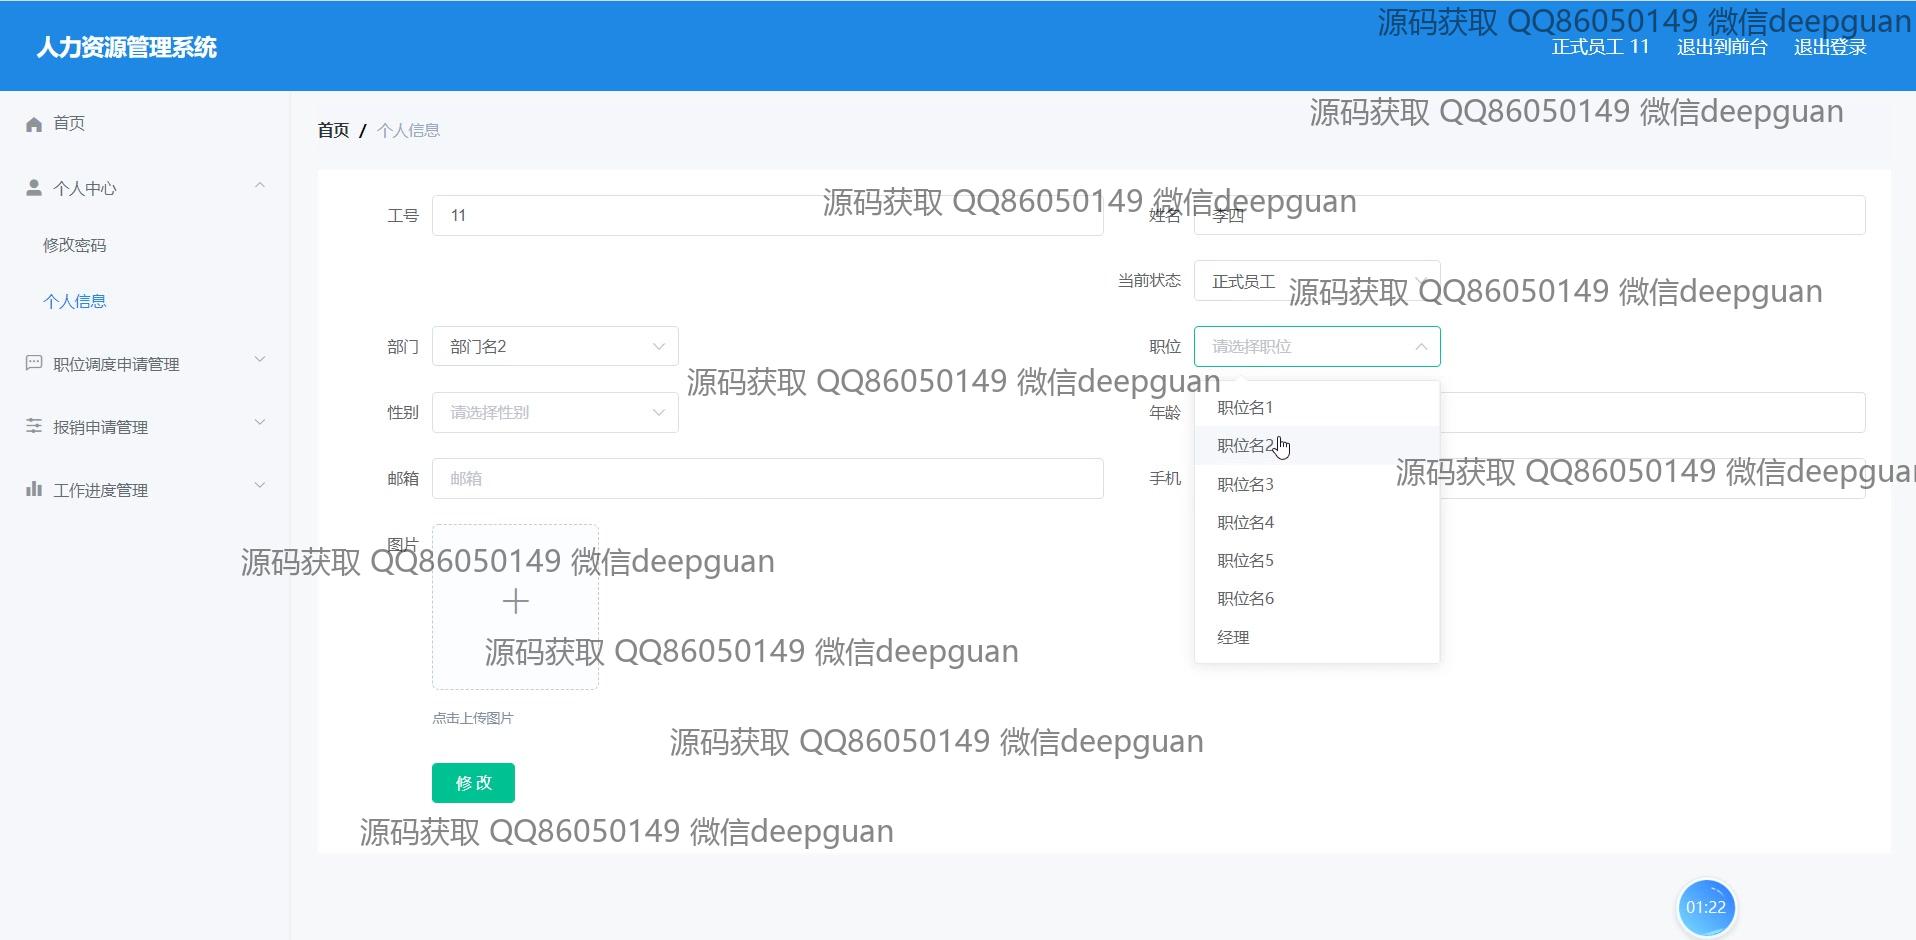 源码获取 QQ86050149 微信deepguan
人力资源管理系统
正式员工 11 退出到前台 退出登录
首页
源码获取 QQ86050149 微信deepguan
首页 / 个人信息
个人中心
源码获取 QQ86050149 微信deepguan
工号 11 姓名 李四
修改密码
当前状态 正式员工
源码获取 QQ86050149 微信deepguan
个人信息
部门 部门名2 职位 请选择职位
职位调度申请管理
源码获取 QQ86050149 微信deepguan
职位名1
性别 请选择性别 年龄
报销申请管理
职位名2
源码获取 QQ86050149 微信deepguan
邮箱 邮箱 手机
职位名3
工作进度管理
职位名4
图片
源码获取 QQ86050149 微信deepguan
职位名5
职位名6
经理
源码获取 QQ86050149 微信deepguan
点击上传图片
源码获取 QQ86050149 微信deepguan
修改
源码获取 QQ86050149 微信deepguan
01:22